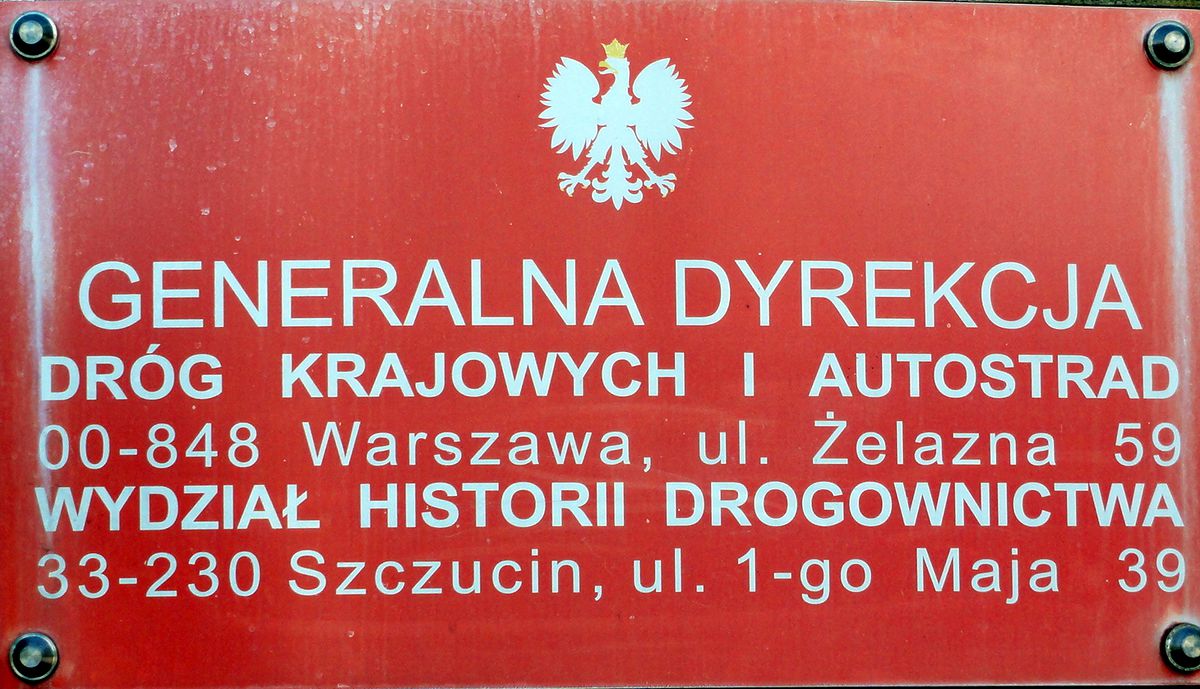 GENERALNA DYREKCJA
DRÓG KRAJOWYCH I AUTOSTRAD
00-848 Warszawa, ul. Żelazna 59
WYDZIAŁ HISTORII DROGOWNICTWA
33-230 Szczucin, ul. 1-go Maja 39